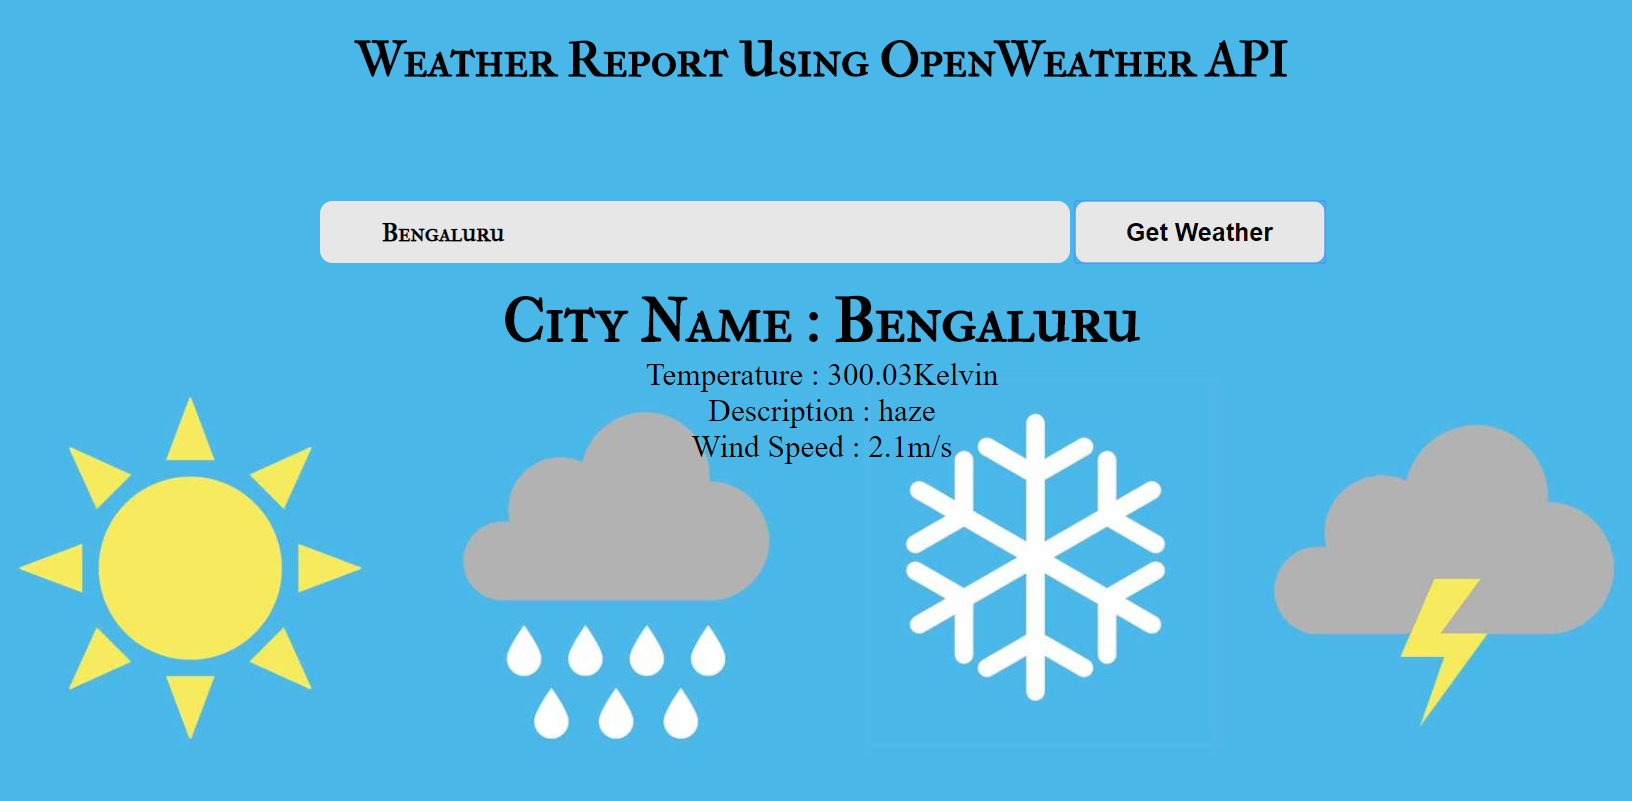 Weather Report Using OpenWeather API
Bengaluru
Get Weather
City Name : Bengaluru
Temperature : 300.03Kelvin
Description : haze
Wind Speed : 2.1m/s